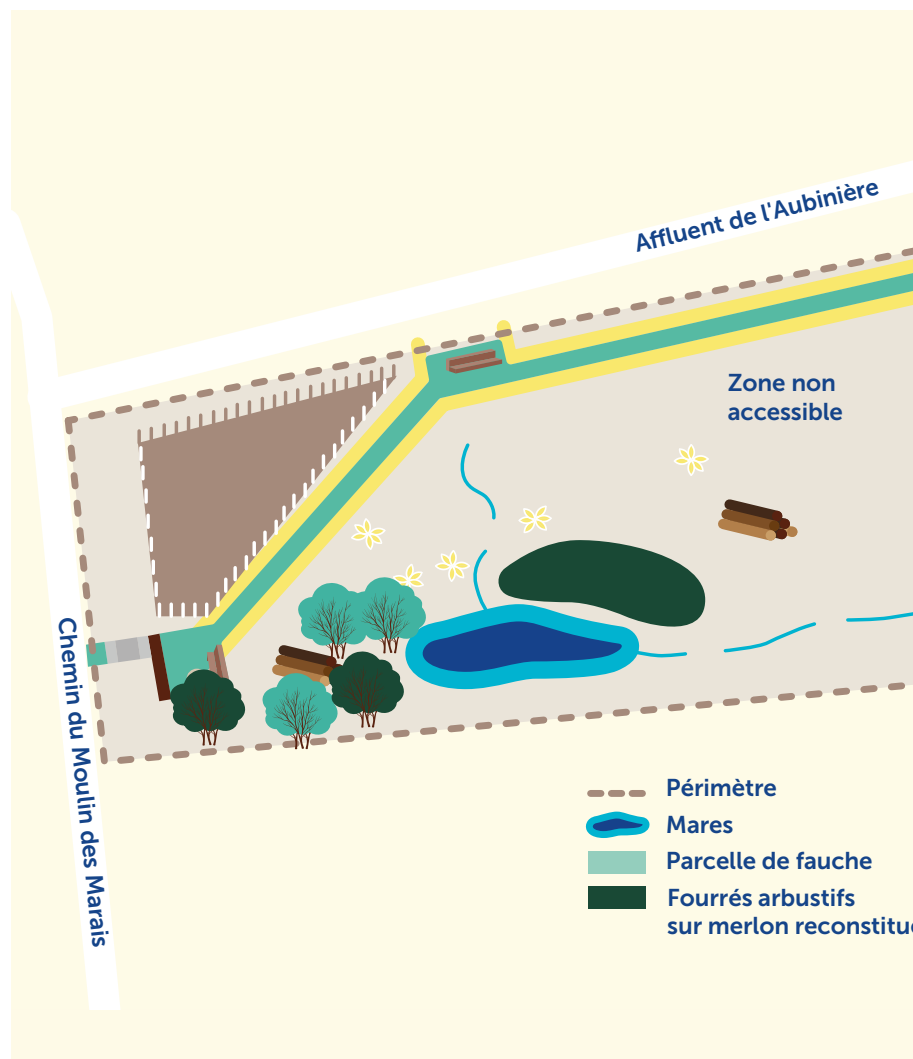 Affluent de l'Aubinière
Zone non
accessible
Chemin du Moulin des Marais
Périmètre
Mares
Parcelle de fauche
Fourrés arbustifs
sur merlon